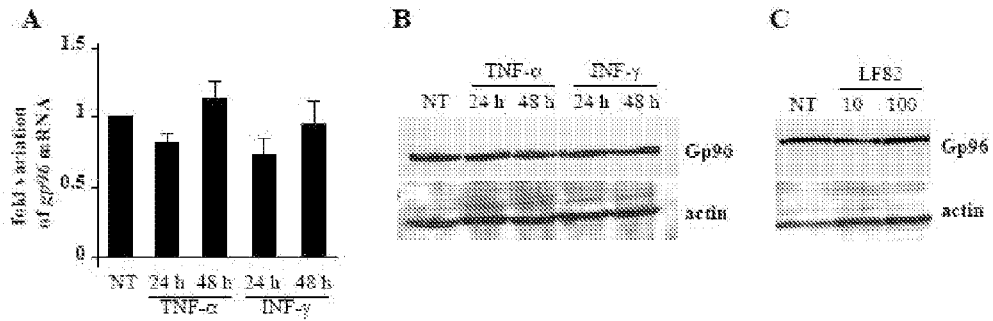 A
fold variation
of gp96 mRNA
1.5
1
0.5
0
NT 24 h 48 h 24 h 48 h
TNF-α INF-γ
B
TNF-α INF-γ
NT 24 h 48 h 24 h 48 h
Gp96
actin
C
LF82
NT 10 100
Gp96
actin